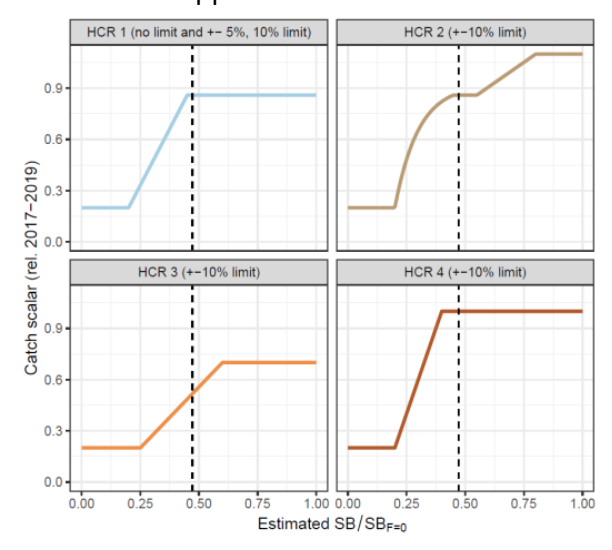 HCR 1 (no limit and +− 5%, 10% limit)
HCR 2 (+−10% limit)
0.9
0.6
0.3
0.0
HCR 3 (+−10% limit)
HCR 4 (+−10% limit)
0.9
0.6
0.3
0.0
Catch scalar (rel. 2017−2019)
0.00 0.25 0.50 0.75 1.00 0.00 0.25 0.50 0.75 1.00
Estimated SB/SBF=0